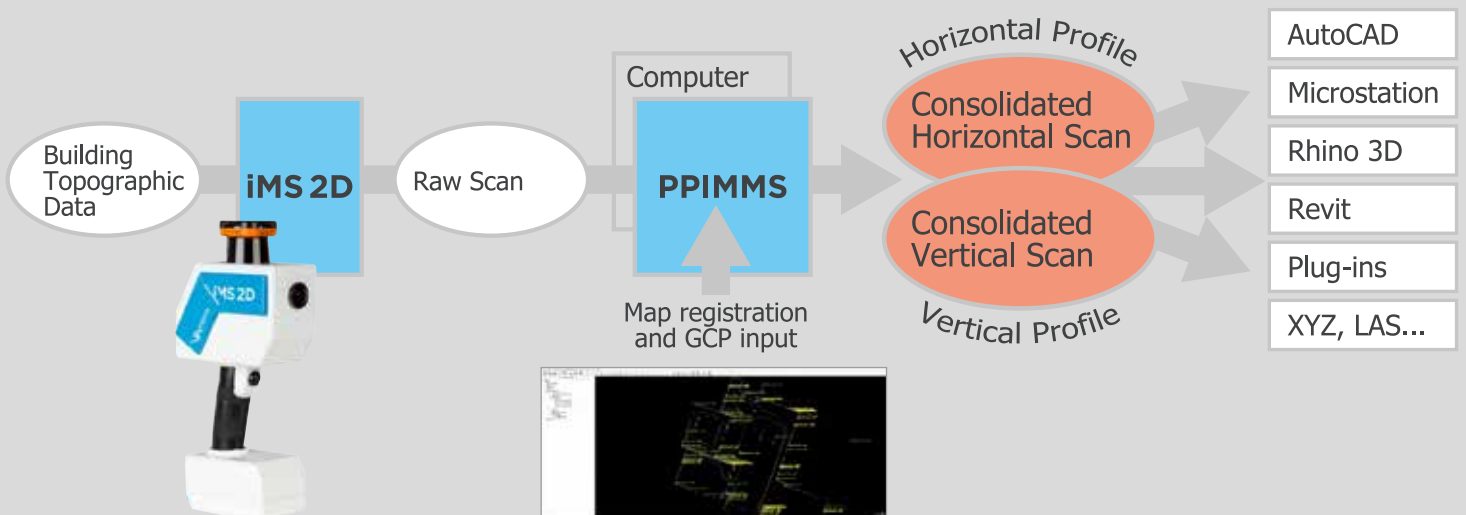 Building
Topographic
Data
iMS 2D
iMS 2D
Raw Scan
Computer
PPIMMS
Map registration
and GCP input
Horizontal Profile
Consolidated
Horizontal Scan
Consolidated
Vertical Scan
Vertical Profile
AutoCAD
Microstation
Rhino 3D
Revit
Plug-ins
XYZ, LAS...